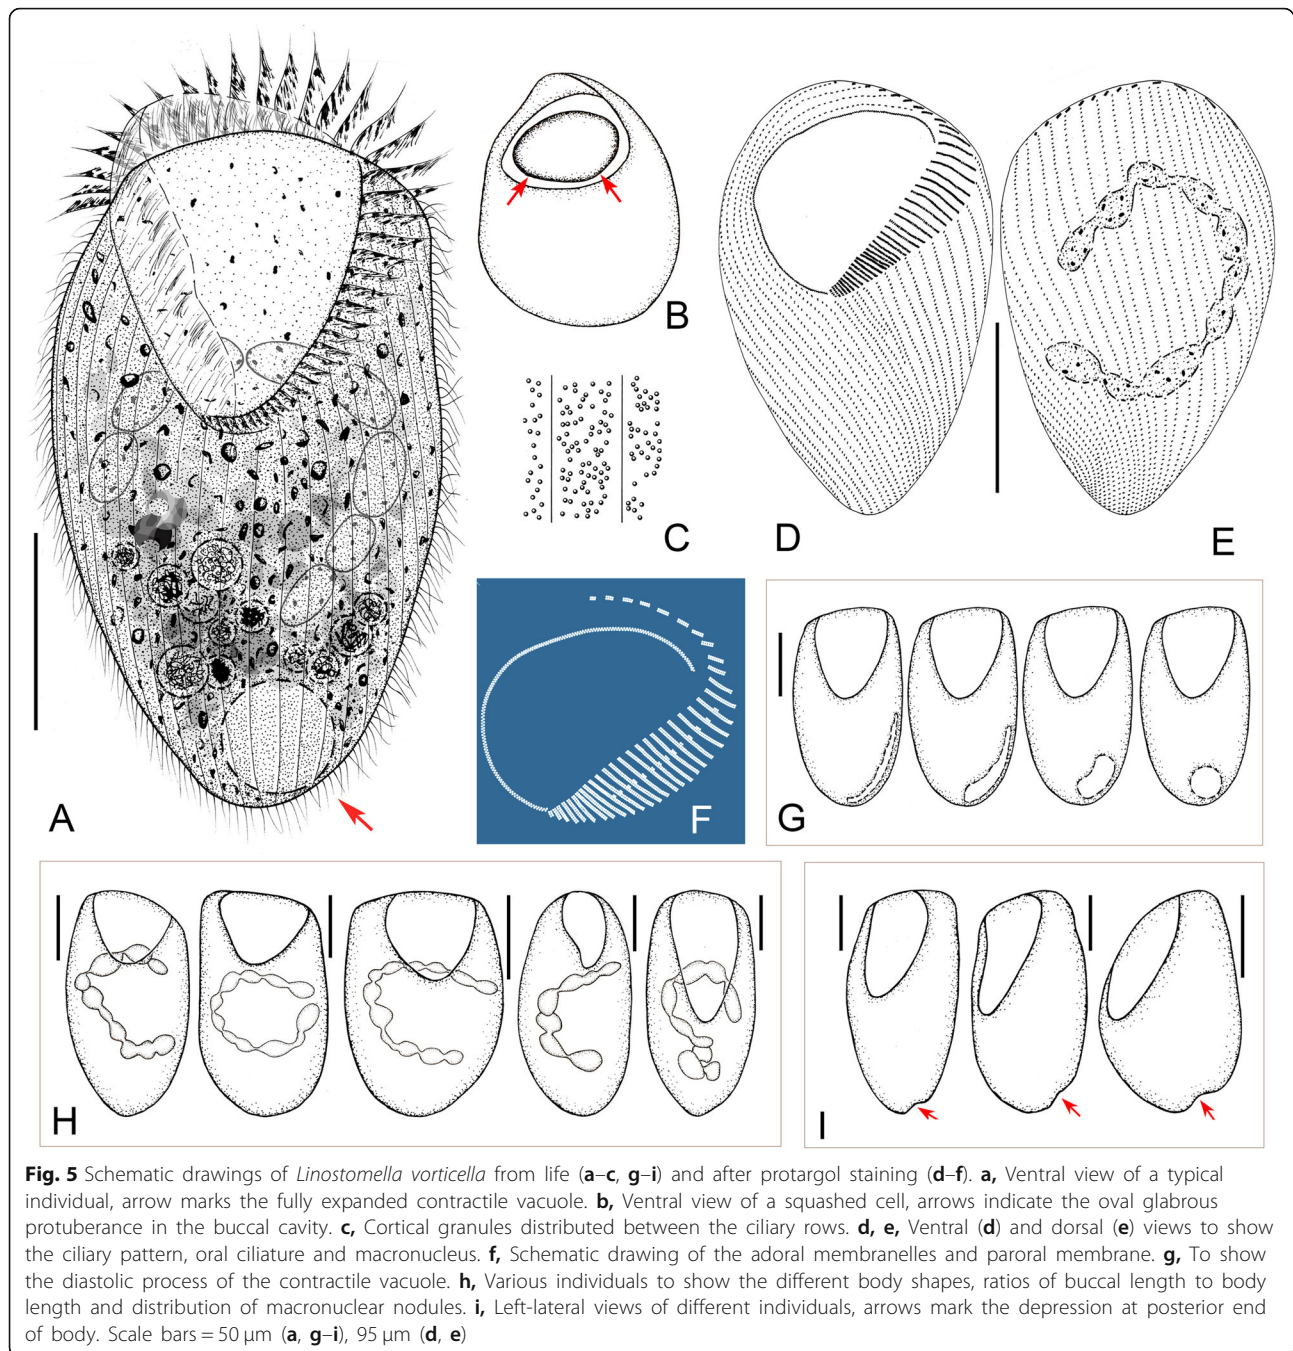 A
B
C
D
E
F
G
H
I
Fig. 5 Schematic drawings of Linostomella vorticella from life (a–c, g–i) and after protargol staining (d–f). a, Ventral view of a typical
individual, arrow marks the fully expanded contractile vacuole. b, Ventral view of a squashed cell, arrows indicate the oval glabrous
protuberance in the buccal cavity. c, Cortical granules distributed between the ciliary rows. d, e, Ventral (d) and dorsal (e) views to show
the ciliary pattern, oral ciliature and macronucleus. f, Schematic drawing of the adoral membranelles and paroral membrane. g, To show
the diastolic process of the contractile vacuole. h, Various individuals to show the different body shapes, ratios of buccal length to body
length and distribution of macronuclear nodules. i, Left-lateral views of different individuals, arrows mark the depression at posterior end
of body. Scale bars = 50 μm (a, g–i), 95 μm (d, e)